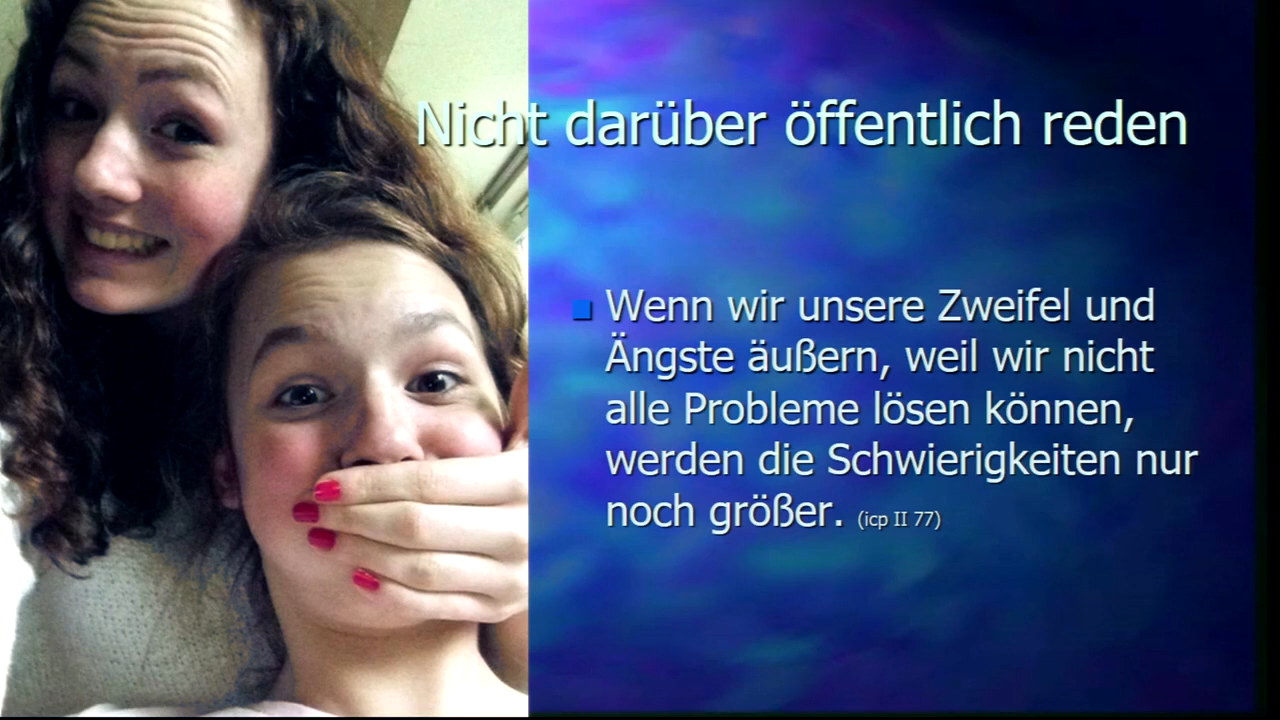 Nicht darüber öffentlich reden
Wenn wir unsere Zweifel und
Ängste äußern, weil wir nicht
alle Probleme lösen können,
werden die Schwierigkeiten nur
noch größer. (icp II 77)